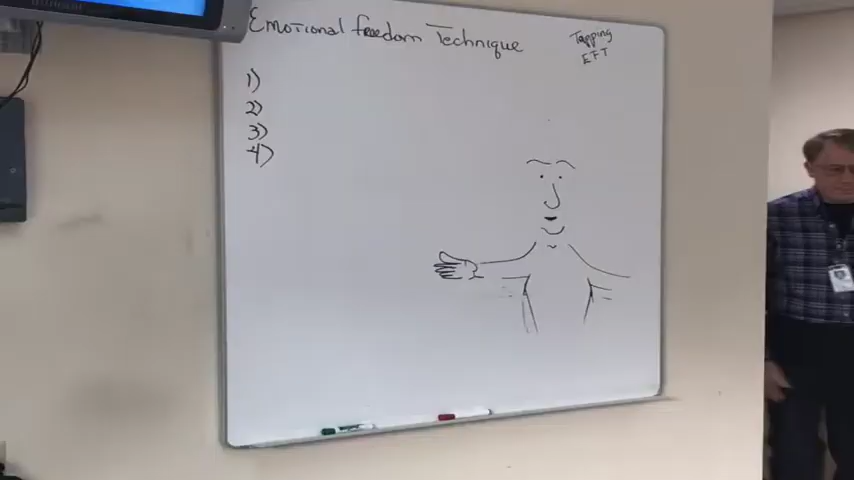 Emotional freedom Technique
Tapping
EFT
1)
2)
3)
4)